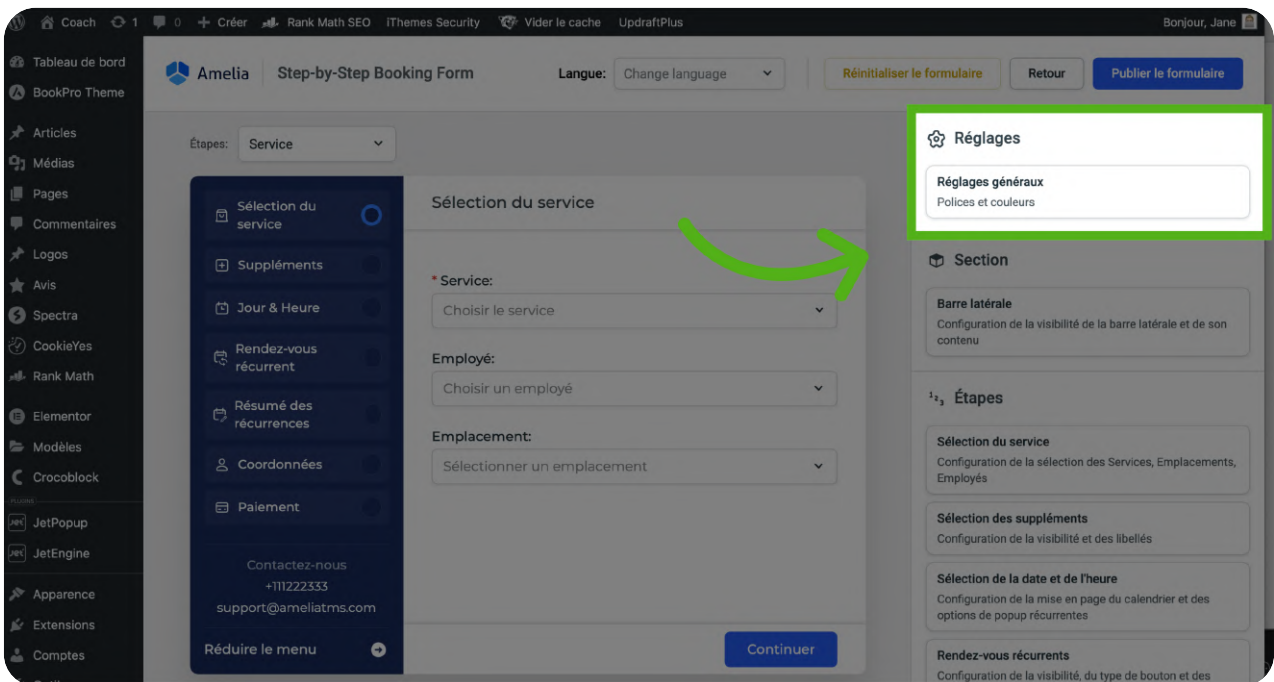 Coach
1
0
+ Créer
Rank Math SEO
iThemes Security
Vider le cache
UpdraftPlus
Bonjour, Jane
Tableau de bord
BookPro Theme
Articles
Médias
Pages
Commentaires
Logos
Avis
Spectra
CookieYes
Rank Math
Elementor
Modèles
Crocoblock
PLUGINS
JetPopup
JetEngine
Apparence
Extensions
Comptes
Amelia
Step-by-Step Booking Form
Langue:
Change language
Réinitialiser le formulaire
Retour
Publier le formulaire
Étapes:
Service
Sélection du
service
Suppléments
Jour & Heure
Rendez-vous
récurrent
Résumé des
récurrences
Coordonnées
Paiement
Contactez-nous
+111222333
support@ameliatms.com
Réduire le menu
Sélection du service
* Service:
Choisir le service
Employé:
Choisir un employé
Emplacement:
Sélectionner un emplacement
Continuer
Réglages
Réglages généraux
Polices et couleurs
Section
Barre latérale
Configuration de la visibilité de la barre latérale et de son
contenu
123 Étapes
Sélection du service
Configuration de la sélection des Services, Emplacements,
Employés
Sélection des suppléments
Configuration de la visibilité et des libellés
Sélection de la date et de l'heure
Configuration de la mise en page du calendrier et des
options de popup récurrentes
Rendez-vous récurrents
Configuration de la visibilité, du type de bouton et des